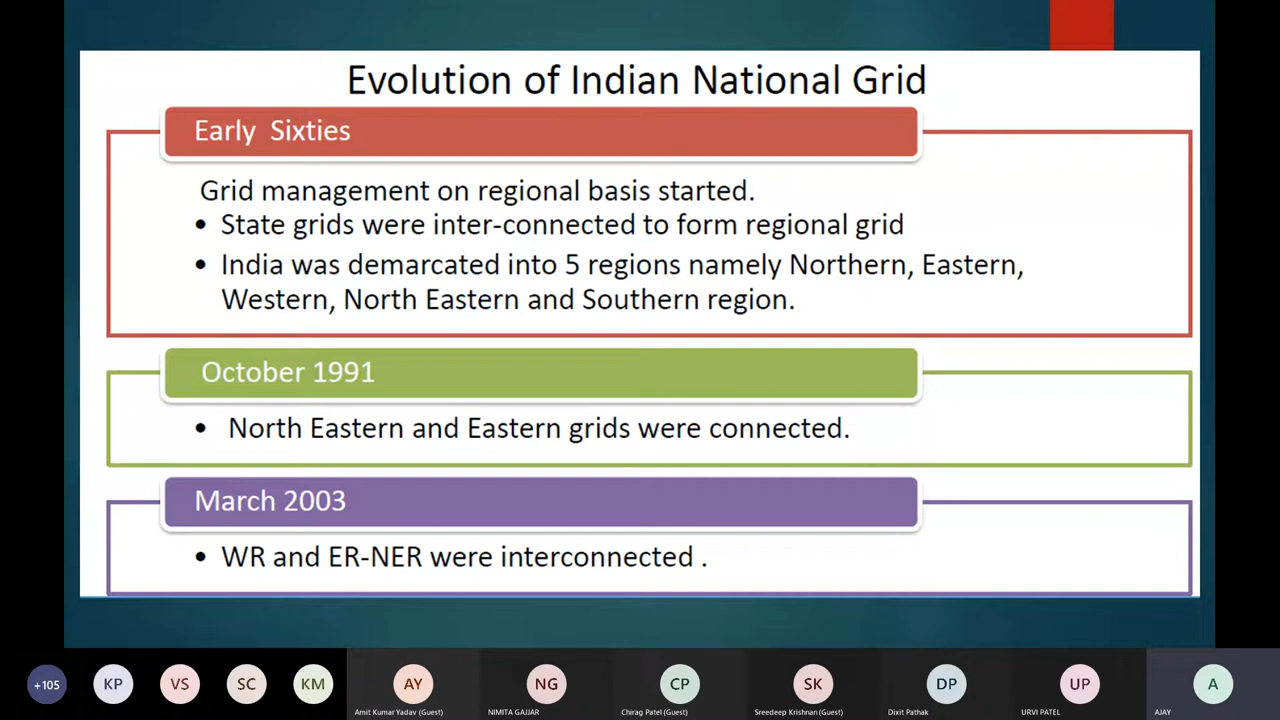 Evolution of Indian National Grid
Early Sixties
Grid management on regional basis started.
• State grids were inter-connected to form regional grid
• India was demarcated into 5 regions namely Northern, Eastern,
Western, North Eastern and Southern region.
October 1991
• North Eastern and Eastern grids were connected.
March 2003
• WR and ER-NER were interconnected .
+105
KP
VS
SC
KM
AY
NG
CP
SK
DP
UP
A
Amit Kumar Yadav (Guest)
NIMITA GAJJAR
Chirag Patel (Guest)
Sreedeep Krishnan (Guest)
Dixit Pathak
URVI PATEL
AJAY